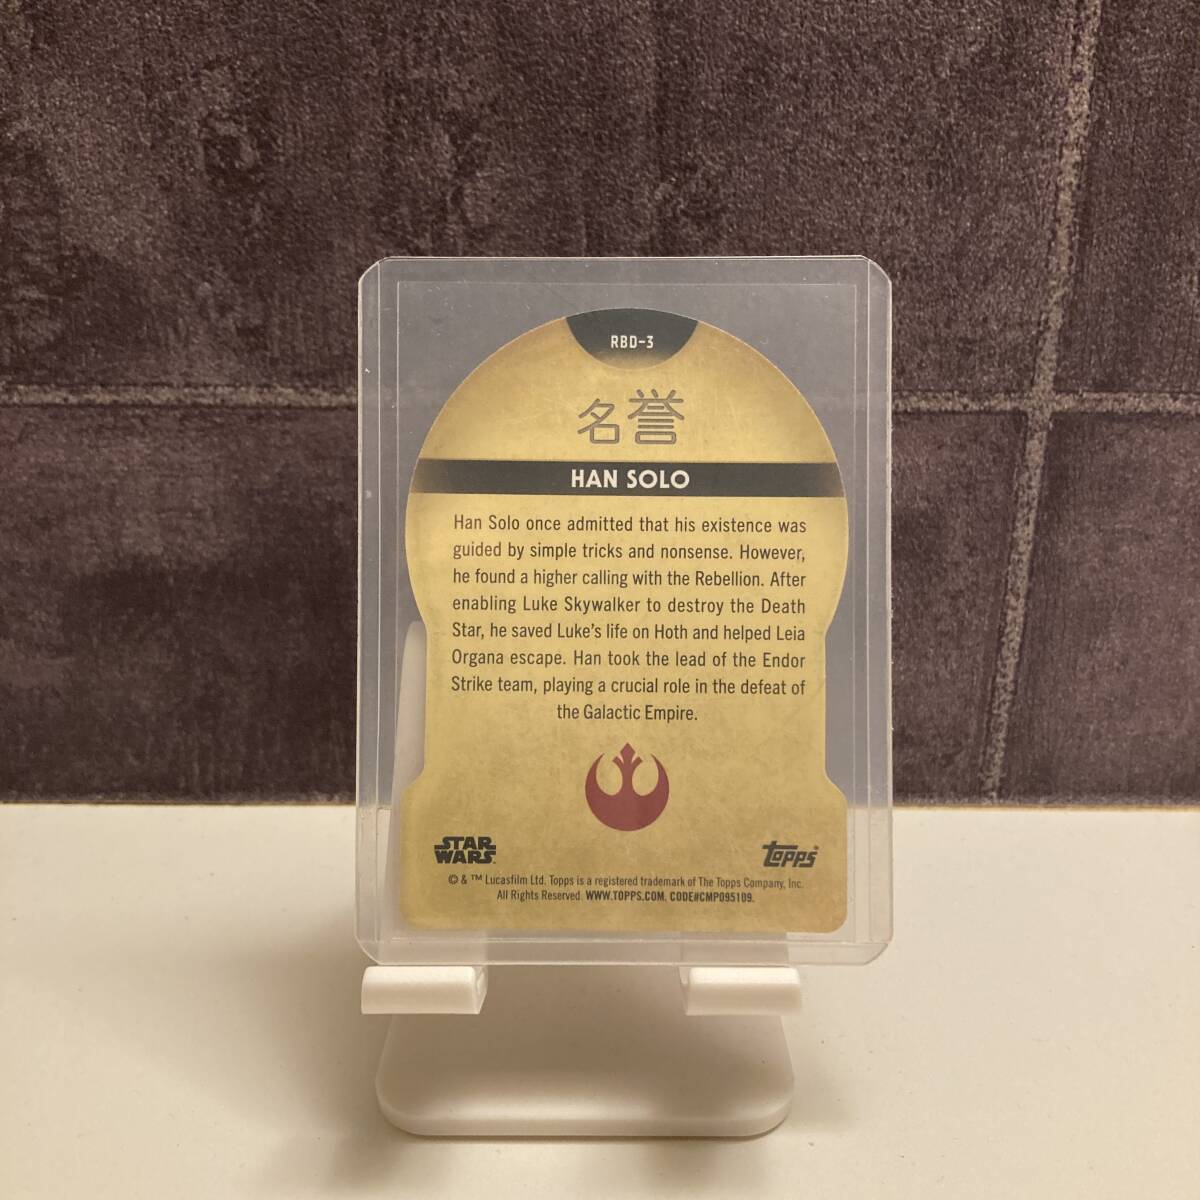 RBD-3
名誉
HAN SOLO
Han Solo once admitted that his existence was
guided by simple tricks and nonsense. However,
he found a higher calling with the Rebellion. After
enabling Luke Skywalker to destroy the Death
Star, he saved Luke's life on Hoth and helped Leia
Organa escape. Han took the lead of the Endor
Strike team, playing a crucial role in the defeat of
the Galactic Empire.
STAR
WARS
topps
© & ™ Lucasfilm Ltd. Topps is a registered trademark of The Topps Company, Inc.
All Rights Reserved. WWW.TOPPS.COM. CODE#CMP095109.